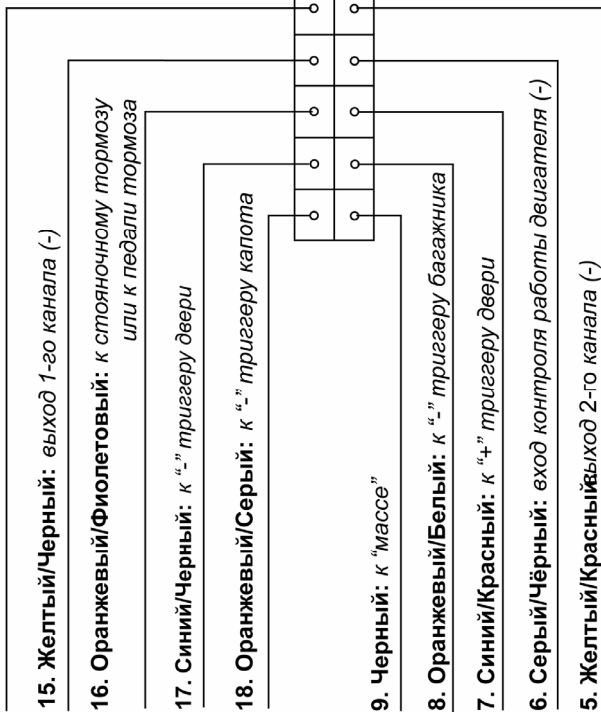 15. Желтый/Черный: выход 1-го канала (-)
16. Оранжевый/Фиолетовый: к стояночному тормозу
или к педали тормоза
17. Синий/Черный: к “-” триггеру двери
18. Оранжевый/Серый: к “-” триггеру капота
9. Черный: к “массе”
8. Оранжевый/Белый: к “-” триггеру багажника
7. Синий/Красный: к “+” триггеру двери
6. Серый/Чёрный: вход контроля работы двигателя (-)
5. Желтый/Красный: выход 2-го канала (-)